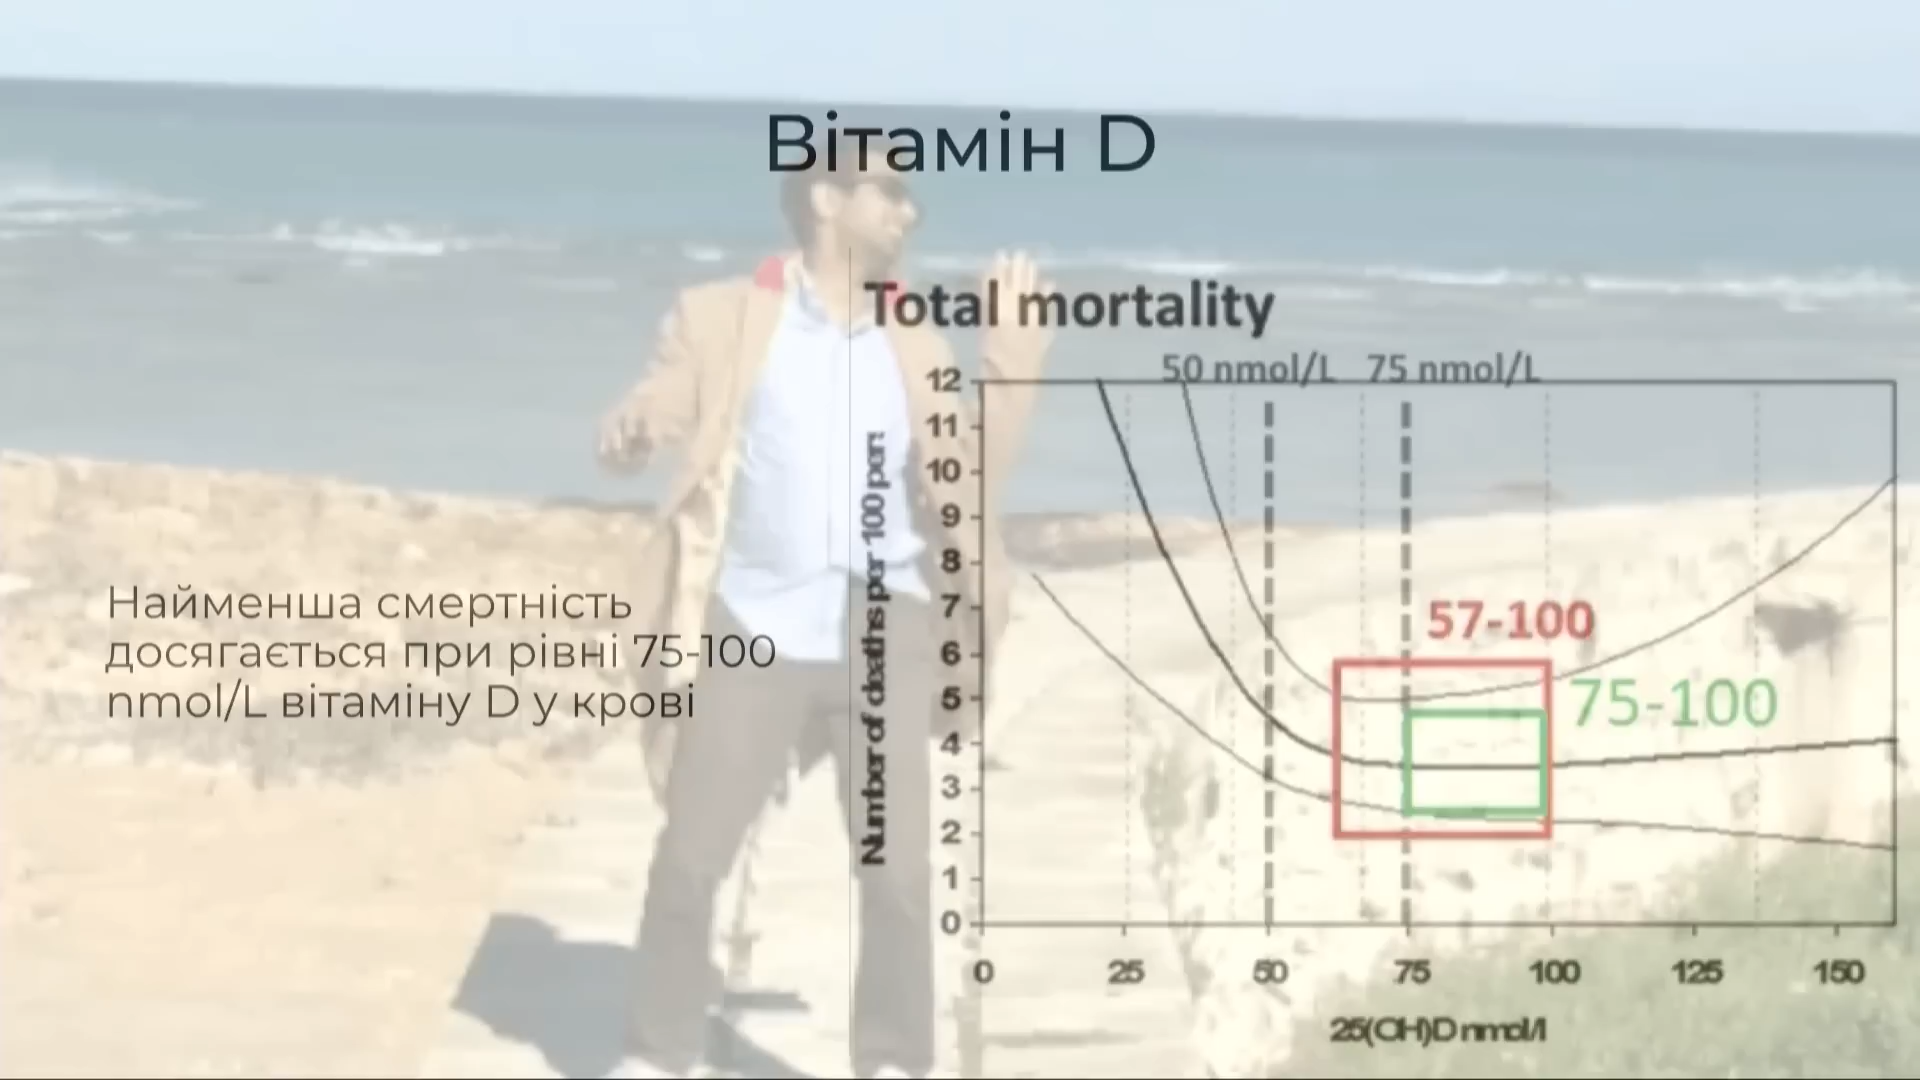 Вітамін D
Найменша смертність
досягається при рівні 75-100
nmol/L вітаміну D у крові
Total mortality
50 nmol/L 75 nmol/L
12
11
10
9
8
7
6
5
4
3
2
1
0
Number of deaths per 100 pers
57-100
75-100
0 25 50 75 100 125 150
25(OH)D nmol/l